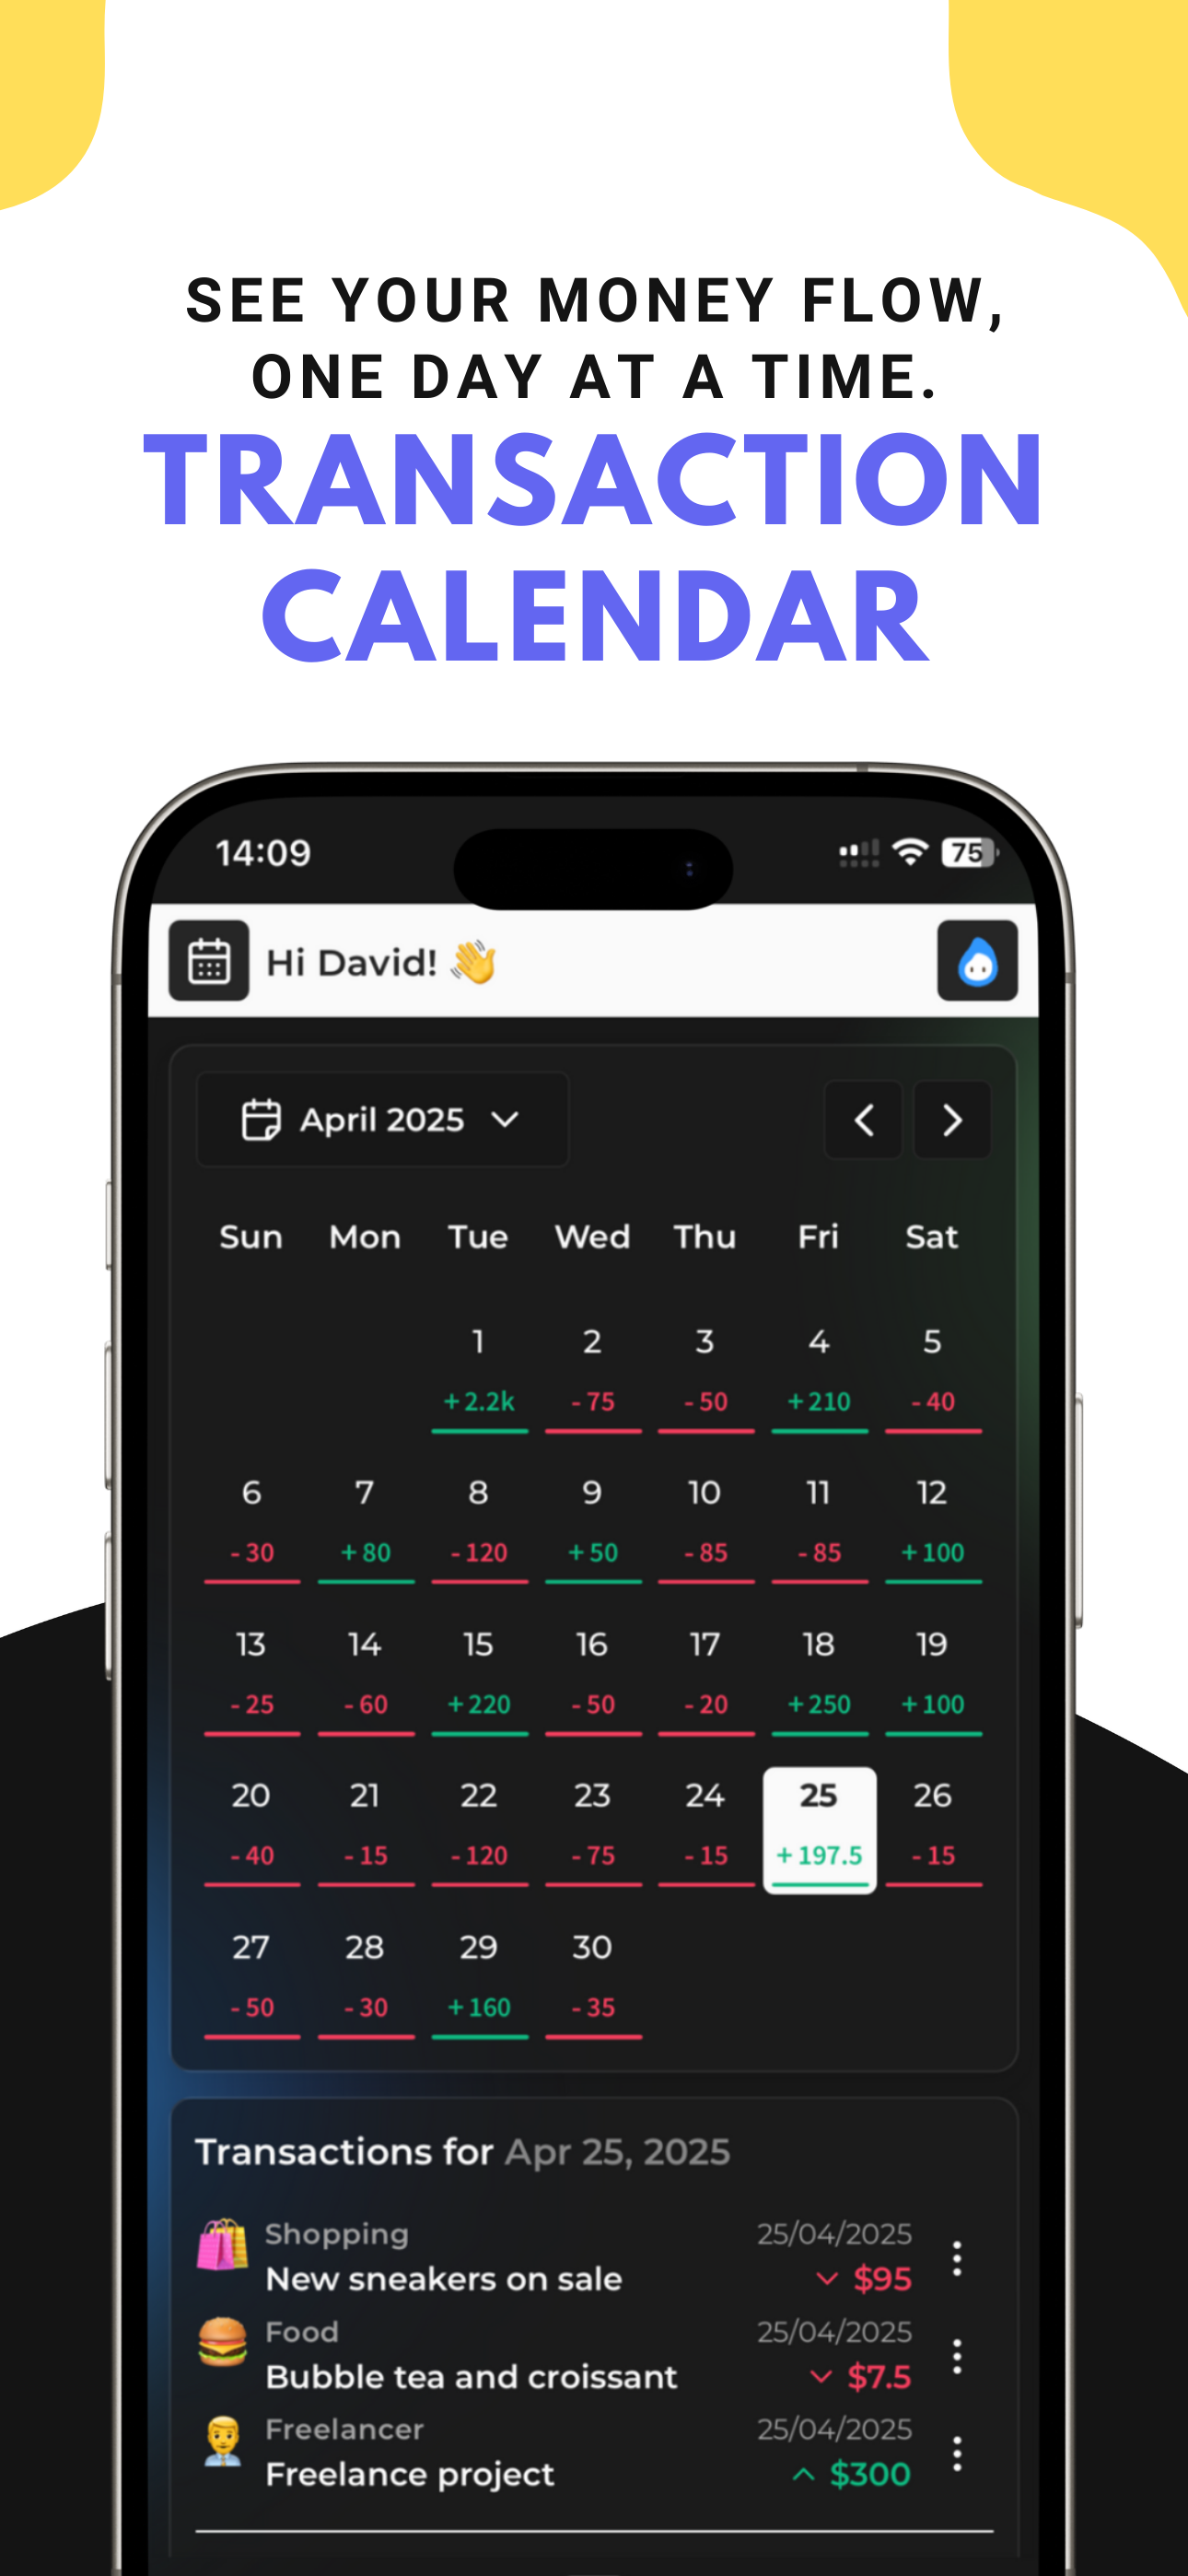 SEE YOUR MONEY FLOW,
ONE DAY AT A TIME.
TRANSACTION
CALENDAR
14:09 75
Hi David! 👋
April 2025
Sun Mon Tue Wed Thu Fri Sat
1 2 3 4 5
+2.2k -75 -50 +210 -40
6 7 8 9 10 11 12
-30 +80 -120 +50 -85 -85 +100
13 14 15 16 17 18 19
-25 -60 +220 -50 -20 +250 +100
20 21 22 23 24 25 26
-40 -15 -120 -75 -15 +197.5 -15
27 28 29 30
-50 -30 +160 -35
Transactions for Apr 25, 2025
Shopping 25/04/2025
New sneakers on sale $95
Food 25/04/2025
Bubble tea and croissant $7.5
Freelancer 25/04/2025
Freelance project $300